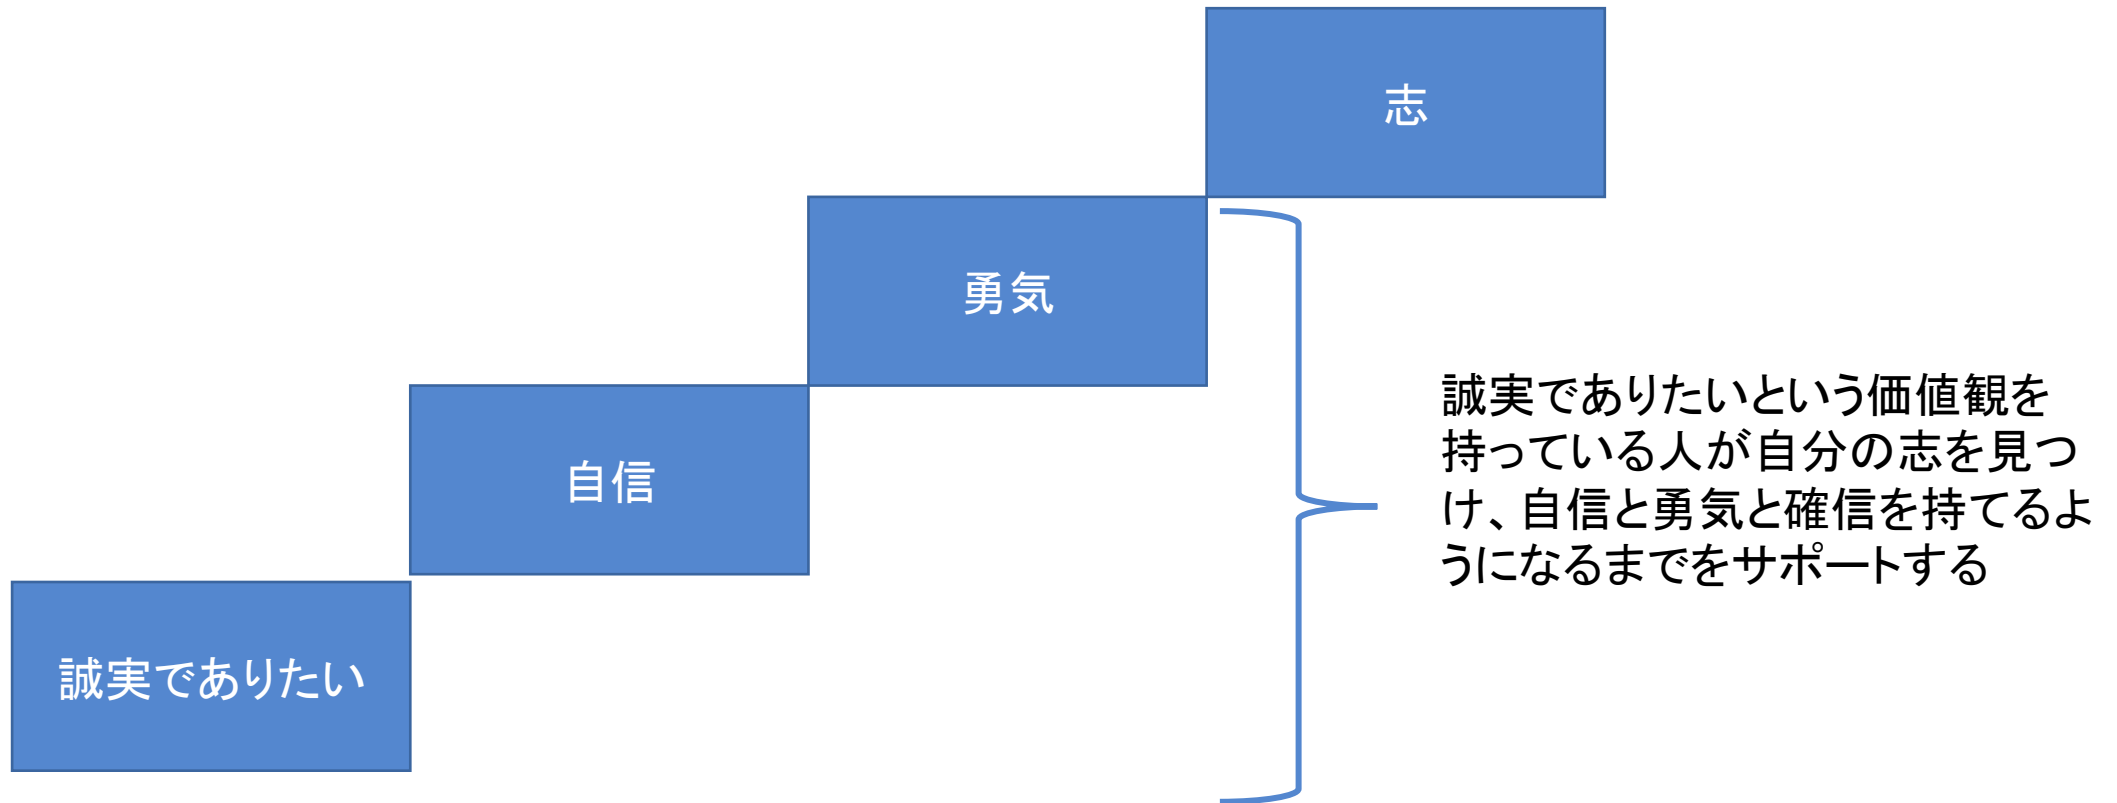 志
勇気
自信
誠実でありたい
誠実でありたいという価値観を
持っている人が自分の志を見つ
け、自信と勇気と確信を持てるよ
うになるまでをサポートする